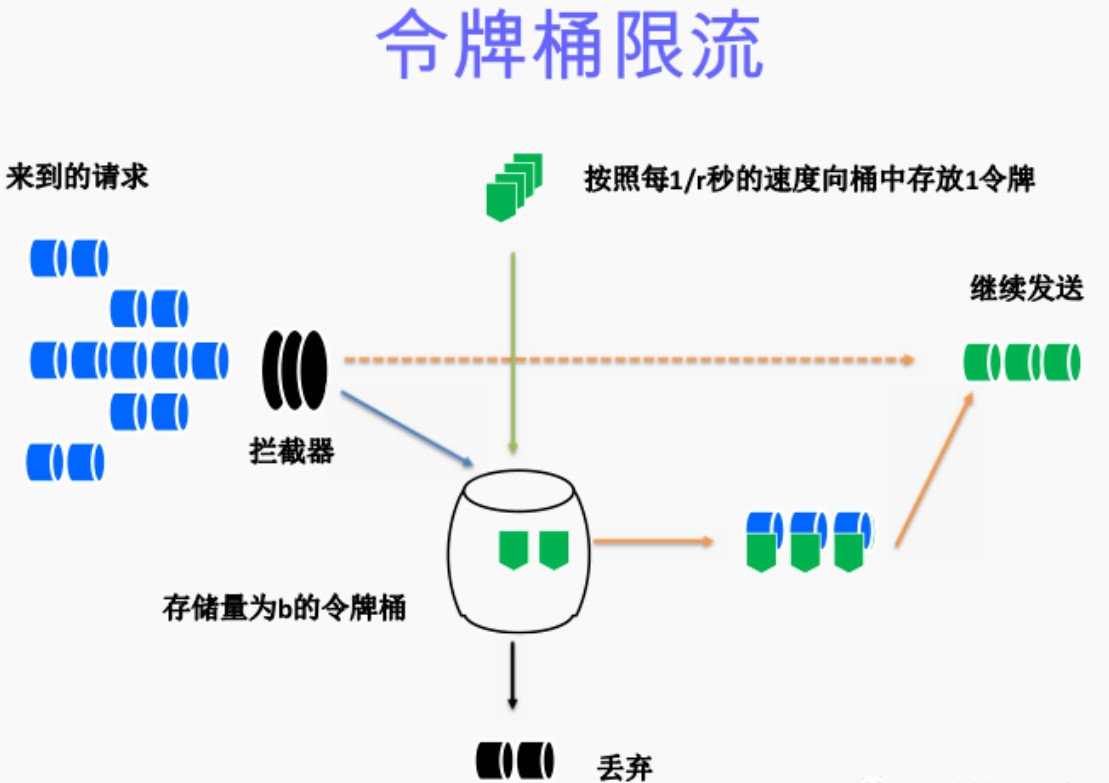 令牌桶限流
来到的请求
按照每1/r秒的速度向桶中存放1令牌
继续发送
拦截器
存储量为b的令牌桶
丢弃